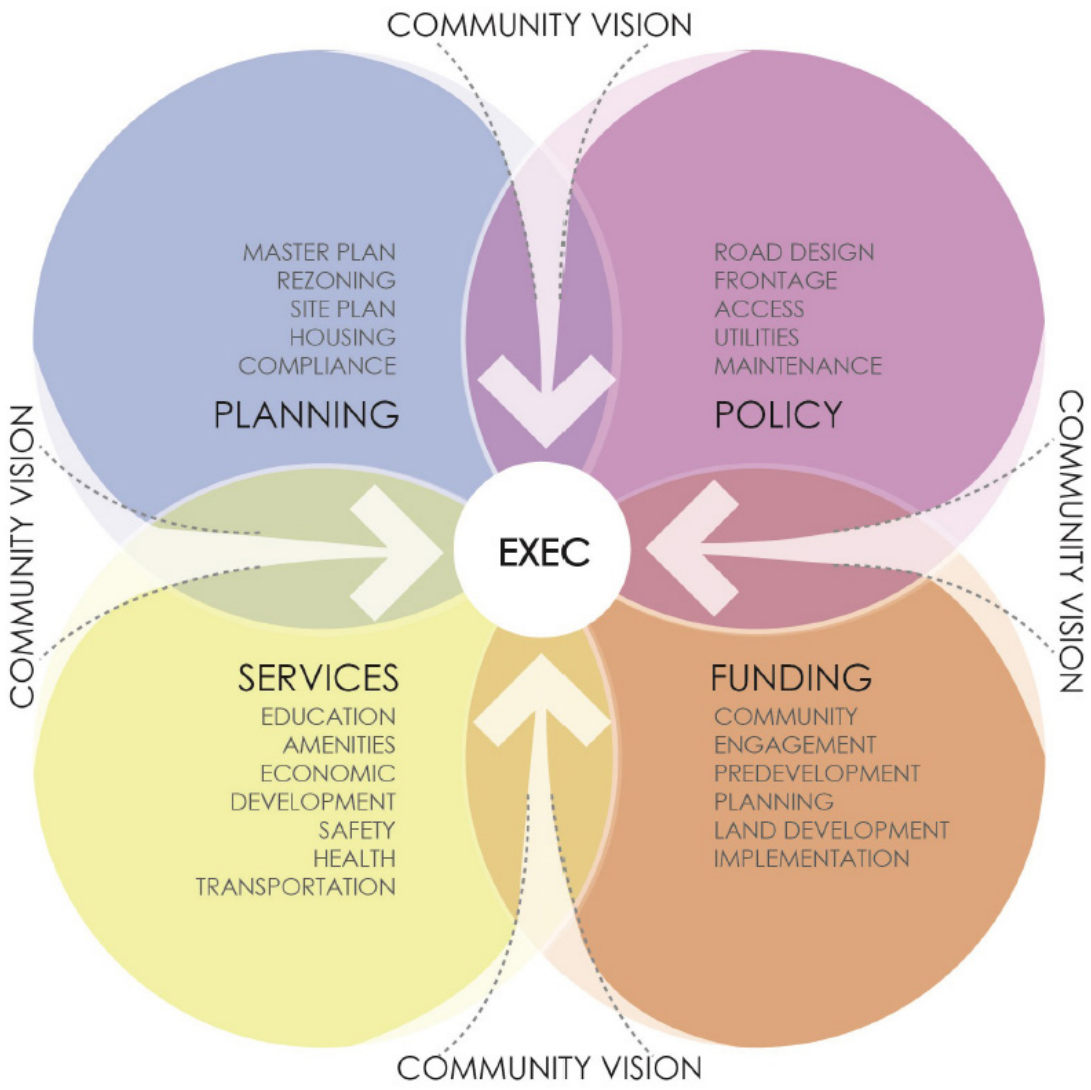 COMMUNITY VISION
MASTER PLAN
REZONING
SITE PLAN
HOUSING
COMPLIANCE
PLANNING
ROAD DESIGN
FRONTAGE
ACCESS
UTILITIES
MAINTENANCE
POLICY
COMMUNITY VISION
EXEC
COMMUNITY VISION
SERVICES
EDUCATION
AMENITIES
ECONOMIC
DEVELOPMENT
SAFETY
HEALTH
TRANSPORTATION
FUNDING
COMMUNITY
ENGAGEMENT
PREDEVELOPMENT
PLANNING
LAND DEVELOPMENT
IMPLEMENTATION
COMMUNITY VISION